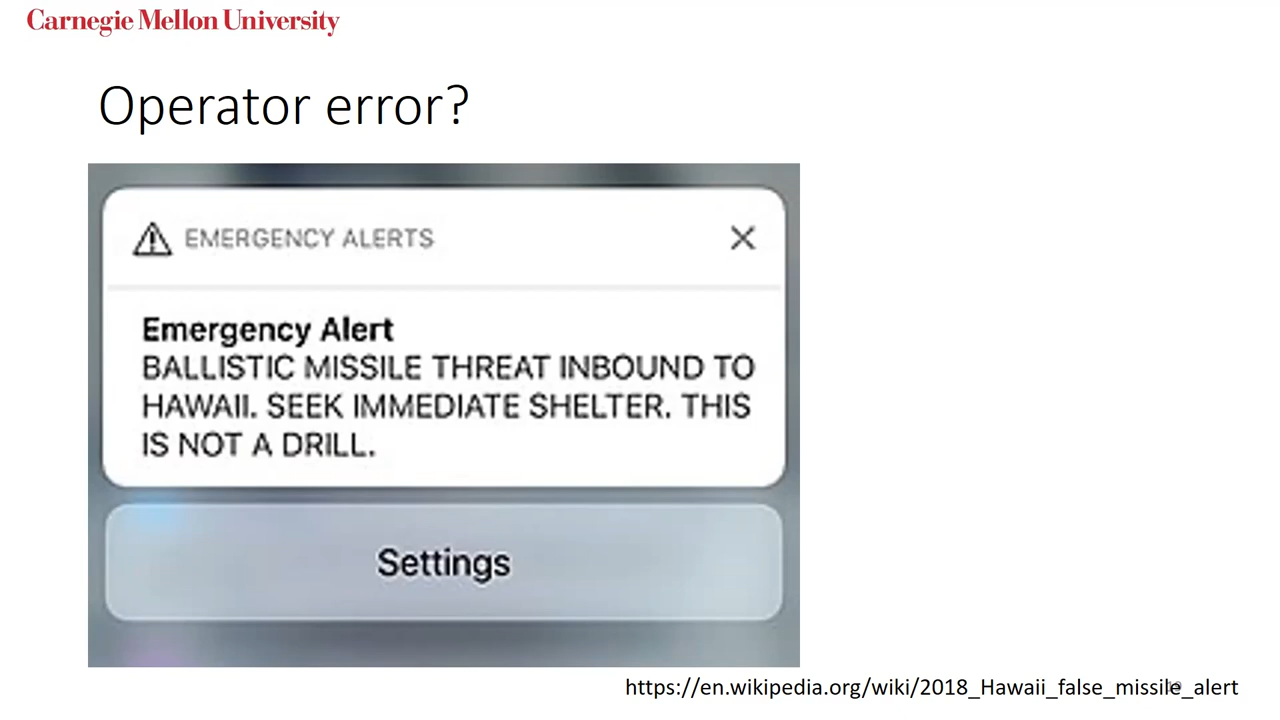 Carnegie Mellon University
Operator error?
EMERGENCY ALERTS
Emergency Alert
BALLISTIC MISSILE THREAT INBOUND TO
HAWAII. SEEK IMMEDIATE SHELTER. THIS
IS NOT A DRILL.
Settings
https://en.wikipedia.org/wiki/2018_Hawaii_false_missile_alert